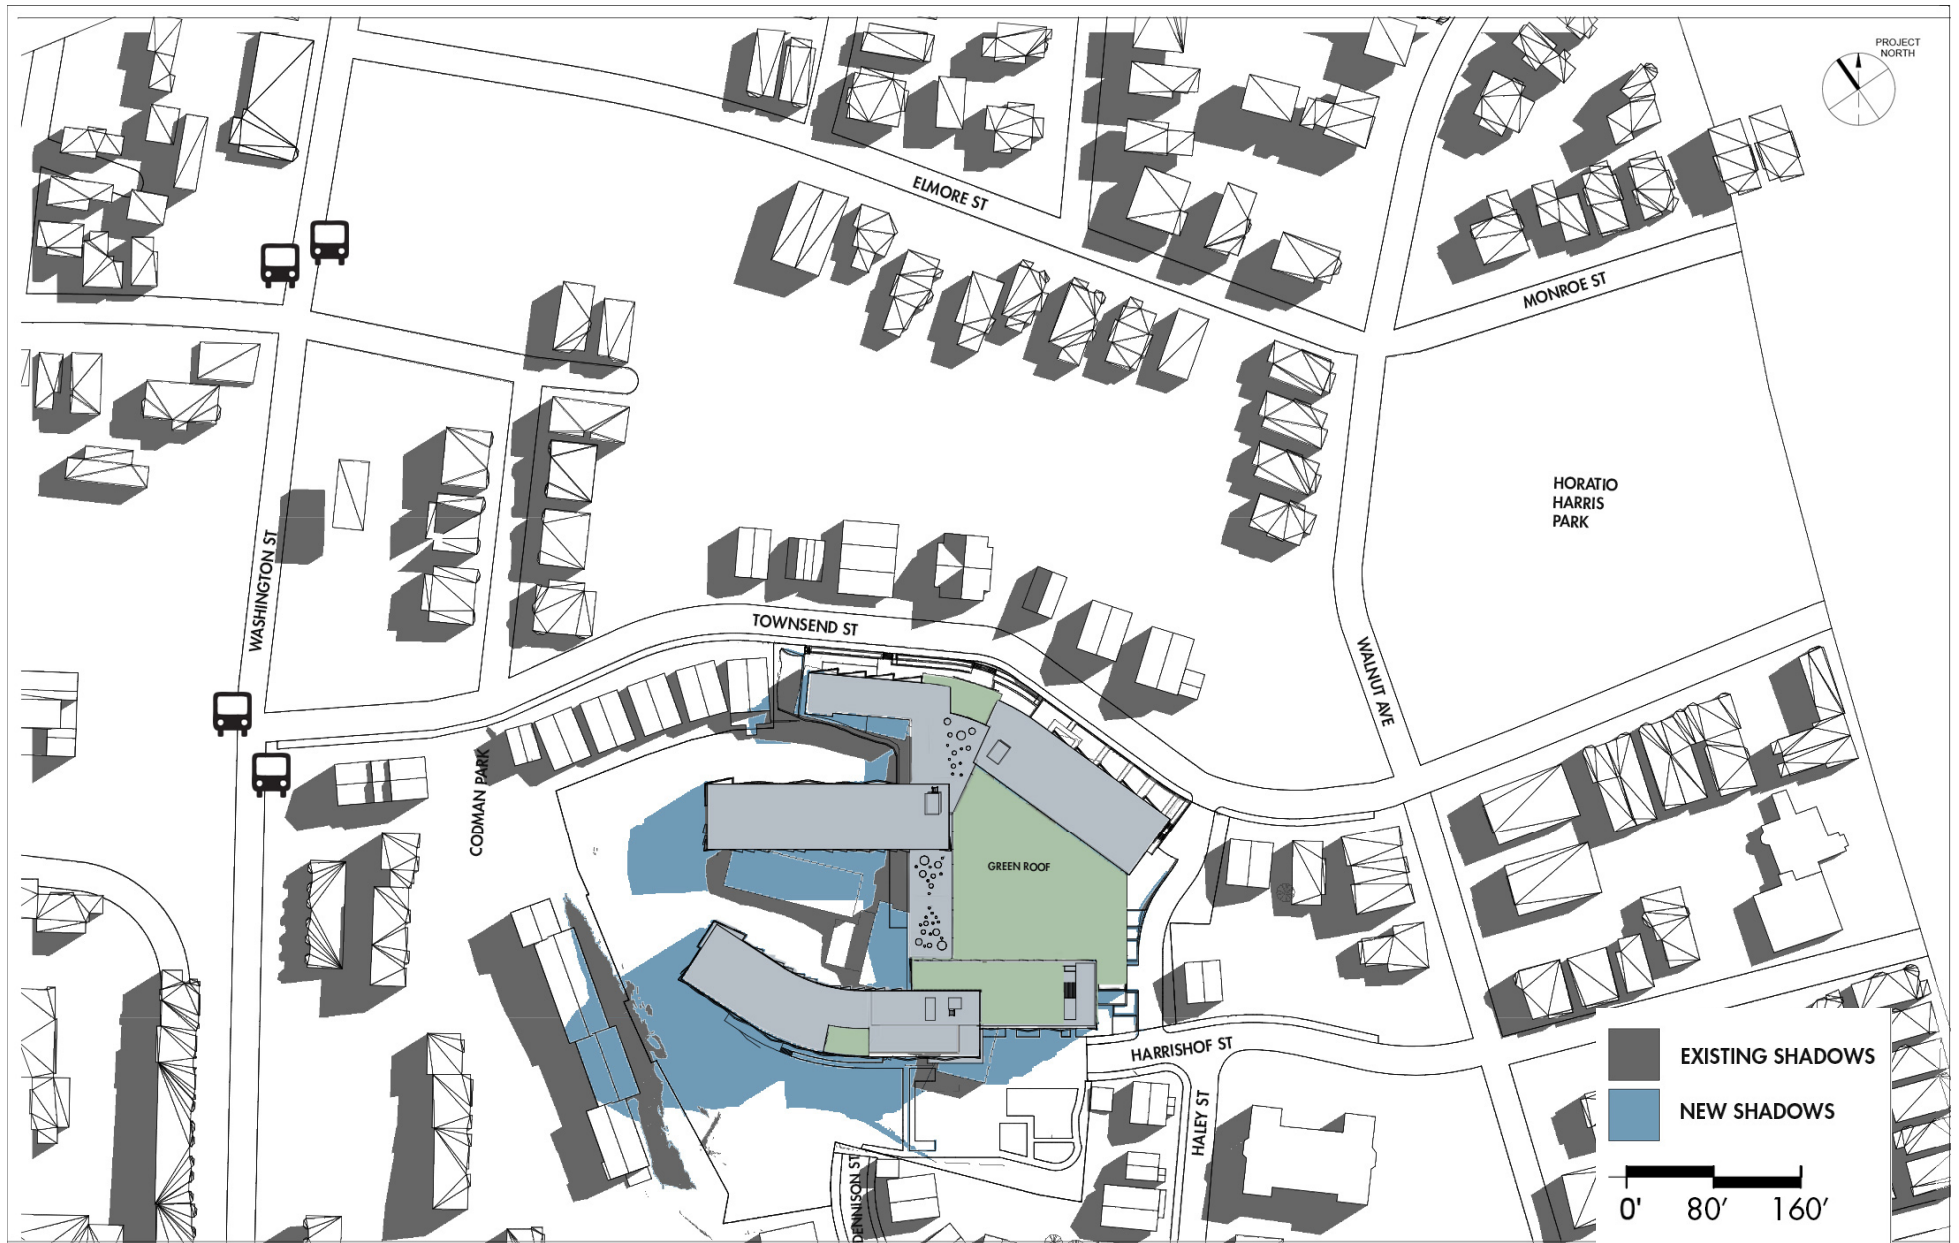 PROJECT
NORTH
ELMORE ST
MONROE ST
HORATIO
HARRIS
PARK
WASHINGTON ST
TOWNSEND ST
WALNUT AVE
CODMAN PARK
GREEN ROOF
HARRISHOF ST
HALEY ST
DENNISON ST
EXISTING SHADOWS
NEW SHADOWS
0' 80' 160'